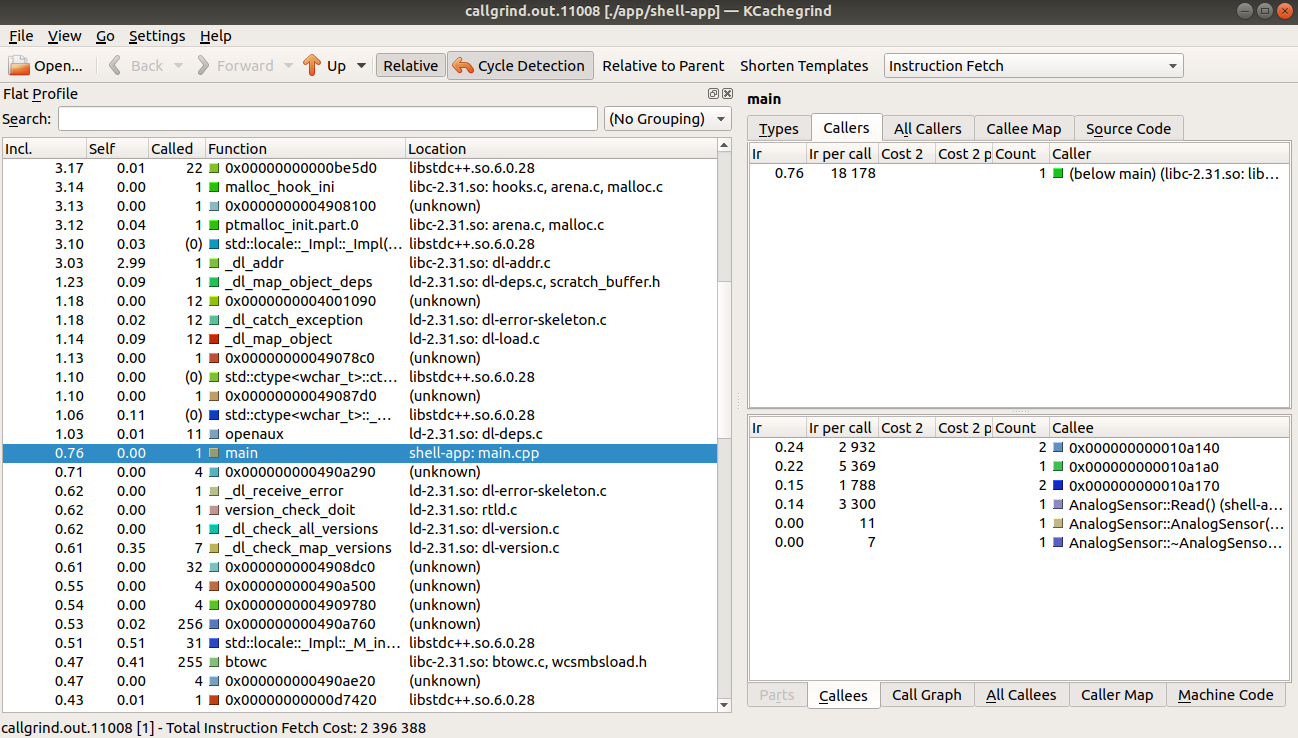 callgrind.out.11008 [./app/shell-app] — KCachegrind
File View Go Settings Help
Open... Back Forward Up Relative Cycle Detection Relative to Parent Shorten Templates Instruction Fetch
Flat Profile
Search: (No Grouping)
Incl. Self Called Function Location
3.17 0.01 22 0x00000000000be5d0 libstdc++.so.6.0.28
3.14 0.00 1 malloc_hook_ini libc-2.31.so: hooks.c, arena.c, malloc.c
3.13 0.00 1 0x0000000004908100 (unknown)
3.12 0.04 1 ptmalloc_init.part.0 libc-2.31.so: arena.c, malloc.c
3.10 0.03 (0) std::locale::_Impl::_Impl(... libstdc++.so.6.0.28
3.03 2.99 1 _dl_addr libc-2.31.so: dl-addr.c
1.23 0.09 1 _dl_map_object_deps ld-2.31.so: dl-deps.c, scratch_buffer.h
1.18 0.00 12 0x0000000004001090 (unknown)
1.18 0.02 12 _dl_catch_exception ld-2.31.so: dl-error-skeleton.c
1.14 0.09 12 _dl_map_object ld-2.31.so: dl-load.c
1.13 0.00 1 0x00000000049078c0 (unknown)
1.10 0.00 (0) std::ctype<wchar_t>::ct... libstdc++.so.6.0.28
1.10 0.00 1 0x00000000049087d0 (unknown)
1.06 0.11 (0) std::ctype<wchar_t>::_... libstdc++.so.6.0.28
1.03 0.01 11 openaux ld-2.31.so: dl-deps.c
0.76 0.00 1 main shell-app: main.cpp
0.71 0.00 4 0x000000000490a290 (unknown)
0.62 0.00 1 _dl_receive_error ld-2.31.so: dl-error-skeleton.c
0.62 0.00 1 version_check_doit ld-2.31.so: rtld.c
0.62 0.00 1 _dl_check_all_versions ld-2.31.so: dl-version.c
0.61 0.35 7 _dl_check_map_versions ld-2.31.so: dl-version.c
0.61 0.00 32 0x0000000004908dc0 (unknown)
0.55 0.00 4 0x000000000490a500 (unknown)
0.54 0.00 4 0x0000000004909780 (unknown)
0.53 0.02 256 0x000000000490a760 (unknown)
0.51 0.51 31 std::locale::_Impl::_M_in... libstdc++.so.6.0.28
0.47 0.41 255 btowc libc-2.31.so: btowc.c, wcsmbsload.h
0.47 0.00 4 0x000000000490ae20 (unknown)
0.43 0.01 1 0x00000000000d7420 libstdc++.so.6.0.28
main
Types Callers All Callers Callee Map Source Code
Ir Ir per call Cost 2 Cost 2 p Count Caller
0.76 18 178 1 (below main) (libc-2.31.so: lib...
Ir Ir per call Cost 2 Cost 2 p Count Callee
0.24 2 932 2 0x000000000010a140
0.22 5 369 1 0x000000000010a1a0
0.15 1 788 2 0x000000000010a170
0.14 3 300 1 AnalogSensor::Read() (shell-a...
0.00 11 1 AnalogSensor::AnalogSensor(...
0.00 7 1 AnalogSensor::~AnalogSenso...
Parts Callees Call Graph All Callees Caller Map Machine Code
callgrind.out.11008 [1] - Total Instruction Fetch Cost: 2 396 388